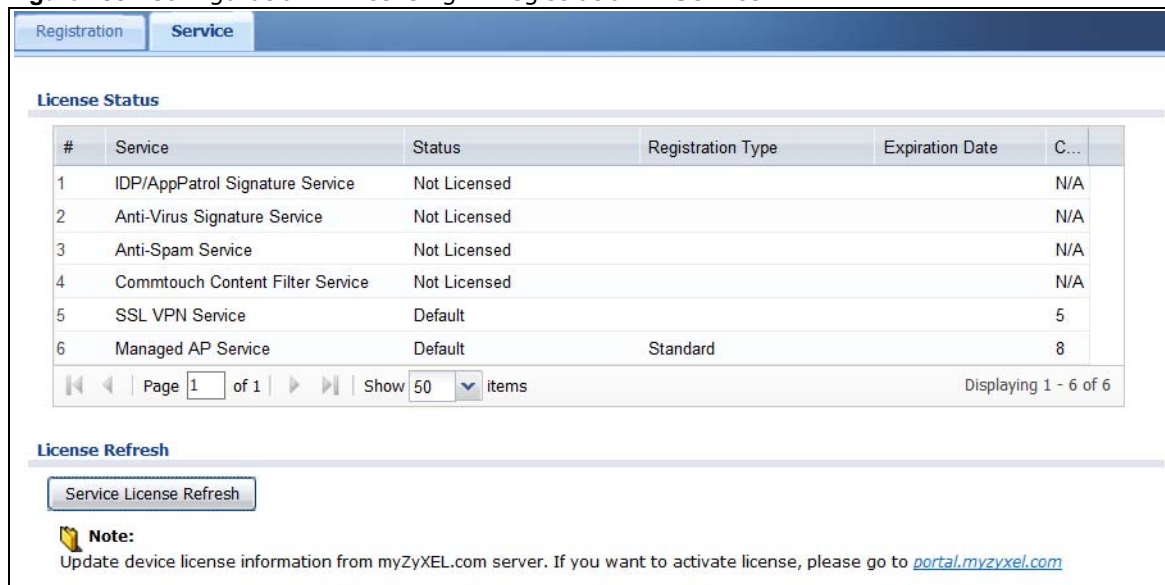 Registration Service
License Status
# Service Status Registration Type Expiration Date C...
1 IDP/AppPatrol Signature Service Not Licensed N/A
2 Anti-Virus Signature Service Not Licensed N/A
3 Anti-Spam Service Not Licensed N/A
4 Commtouch Content Filter Service Not Licensed N/A
5 SSL VPN Service Default 5
6 Managed AP Service Default Standard 8
Page 1 of 1 Show 50 items Displaying 1 - 6 of 6
License Refresh
Service License Refresh
Note:
Update device license information from myZyXEL.com server. If you want to activate license, please go to portal.myzyxel.com